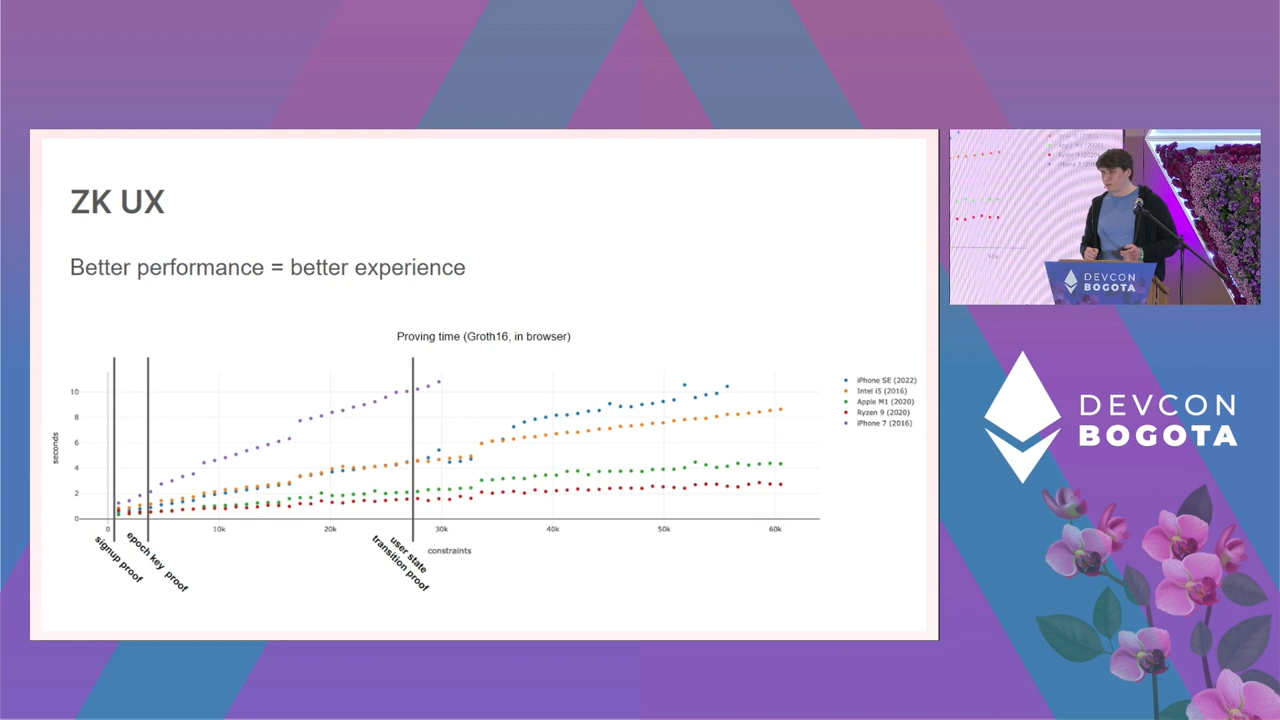 ZK UX
Better performance = better experience
Proving time (Groth16, in browser)
10
8
6
4
2
0
seconds
0
10k
20k
30k
40k
50k
60k
constraints
signup proof
epoch key proof
user state
transition proof
iPhone SE (2022)
Intel i5 (2016)
Apple M1 (2020)
Ryzen 9 (2020)
iPhone 7 (2016)
DEVCON
BOGOTA
DEVCON
BOGOTA